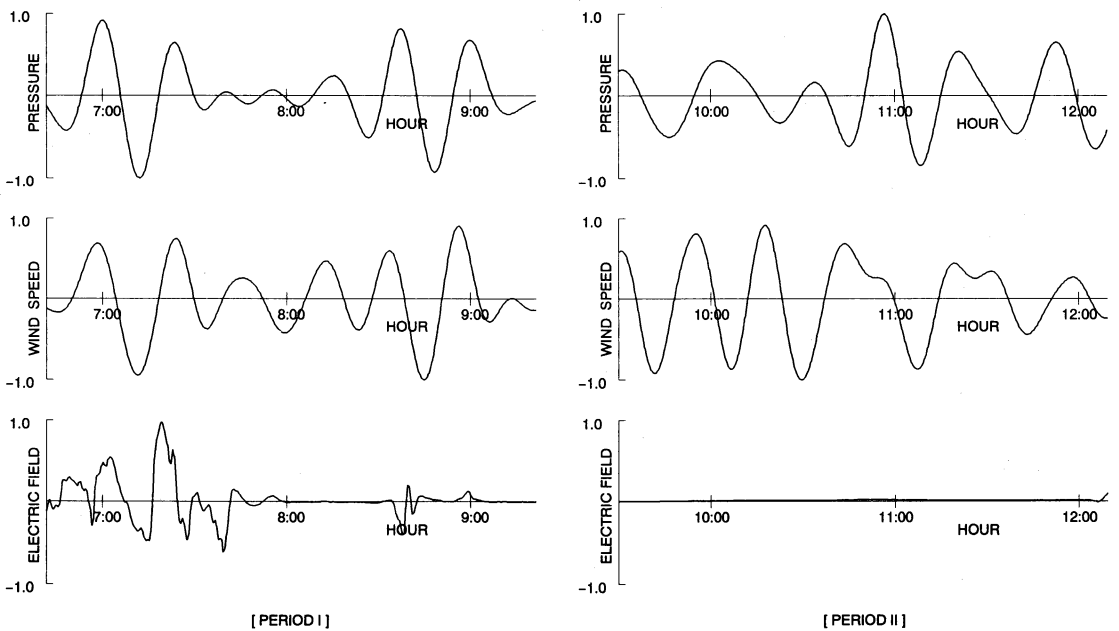 1.0
PRESSURE
7:00
8:00
9:00
HOUR
−1.0
1.0
WIND SPEED
7:00
8:00
9:00
HOUR
−1.0
1.0
ELECTRIC FIELD
7:00
8:00
9:00
HOUR
−1.0
[ PERIOD I ]
1.0
PRESSURE
10:00
11:00
12:00
HOUR
−1.0
1.0
WIND SPEED
10:00
11:00
12:00
HOUR
−1.0
1.0
ELECTRIC FIELD
10:00
11:00
12:00
HOUR
−1.0
[ PERIOD II ]